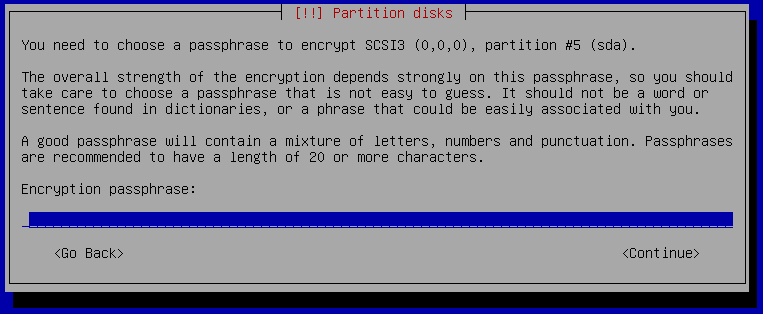 [!!] Partition disks
You need to choose a passphrase to encrypt SCSI3 (0,0,0), partition #5 (sda).
The overall strength of the encryption depends strongly on this passphrase, so you should
take care to choose a passphrase that is not easy to guess. It should not be a word or
sentence found in dictionaries, or a phrase that could be easily associated with you.
A good passphrase will contain a mixture of letters, numbers and punctuation. Passphrases
are recommended to have a length of 20 or more characters.
Encryption passphrase:
<Go Back> <Continue>